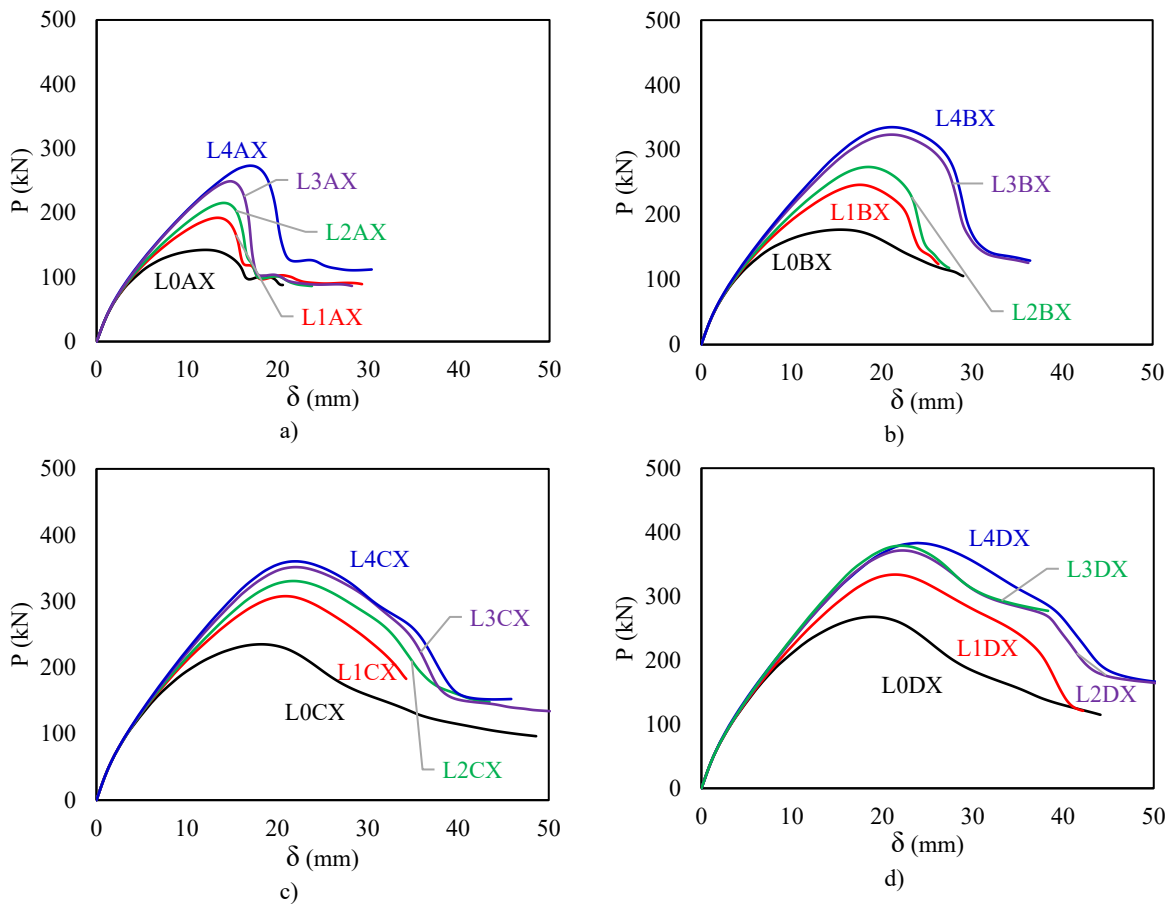 500
400
300
200
100
0
P (kN)
0 10 20 30 40 50
δ (mm)
L4AX
L3AX
L2AX
L0AX
L1AX
a)
500
400
300
200
100
0
P (kN)
0 10 20 30 40 50
δ (mm)
L4BX
L3BX
L1BX
L0BX
L2BX
b)
500
400
300
200
100
0
P (kN)
0 10 20 30 40 50
δ (mm)
L4CX
L3CX
L1CX
L0CX
L2CX
c)
500
400
300
200
100
0
P (kN)
0 10 20 30 40 50
δ (mm)
L4DX
L3DX
L1DX
L0DX
L2DX
d)